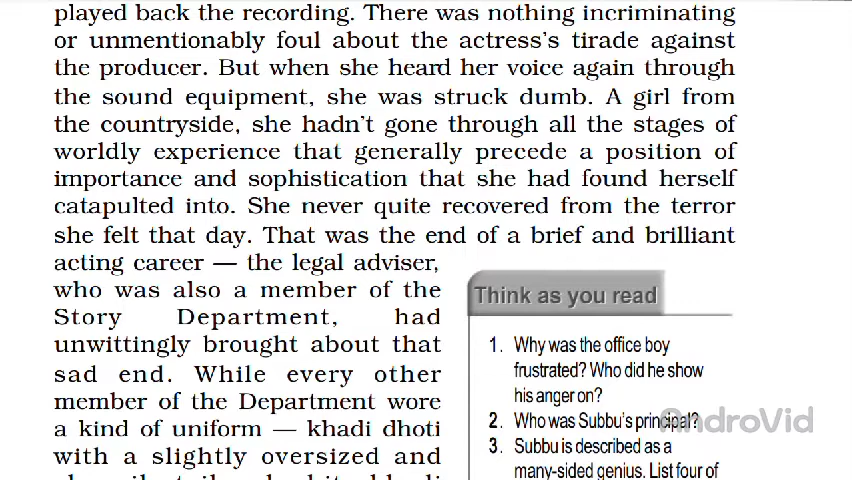 played back the recording. There was nothing incriminating
or unmentionably foul about the actress's tirade against
the producer. But when she heard her voice again through
the sound equipment, she was struck dumb. A girl from
the countryside, she hadn't gone through all the stages of
worldly experience that generally precede a position of
importance and sophistication that she had found herself
catapulted into. She never quite recovered from the terror
she felt that day. That was the end of a brief and brilliant
acting career — the legal adviser,
who was also a member of the
Story Department, had
unwittingly brought about that
sad end. While every other
member of the Department wore
a kind of uniform — khadi dhoti
with a slightly oversized and
Think as you read
1. Why was the office boy
frustrated? Who did he show
his anger on?
2. Who was Subbu's principal?
3. Subbu is described as a
many-sided genius. List four of
AndroVid